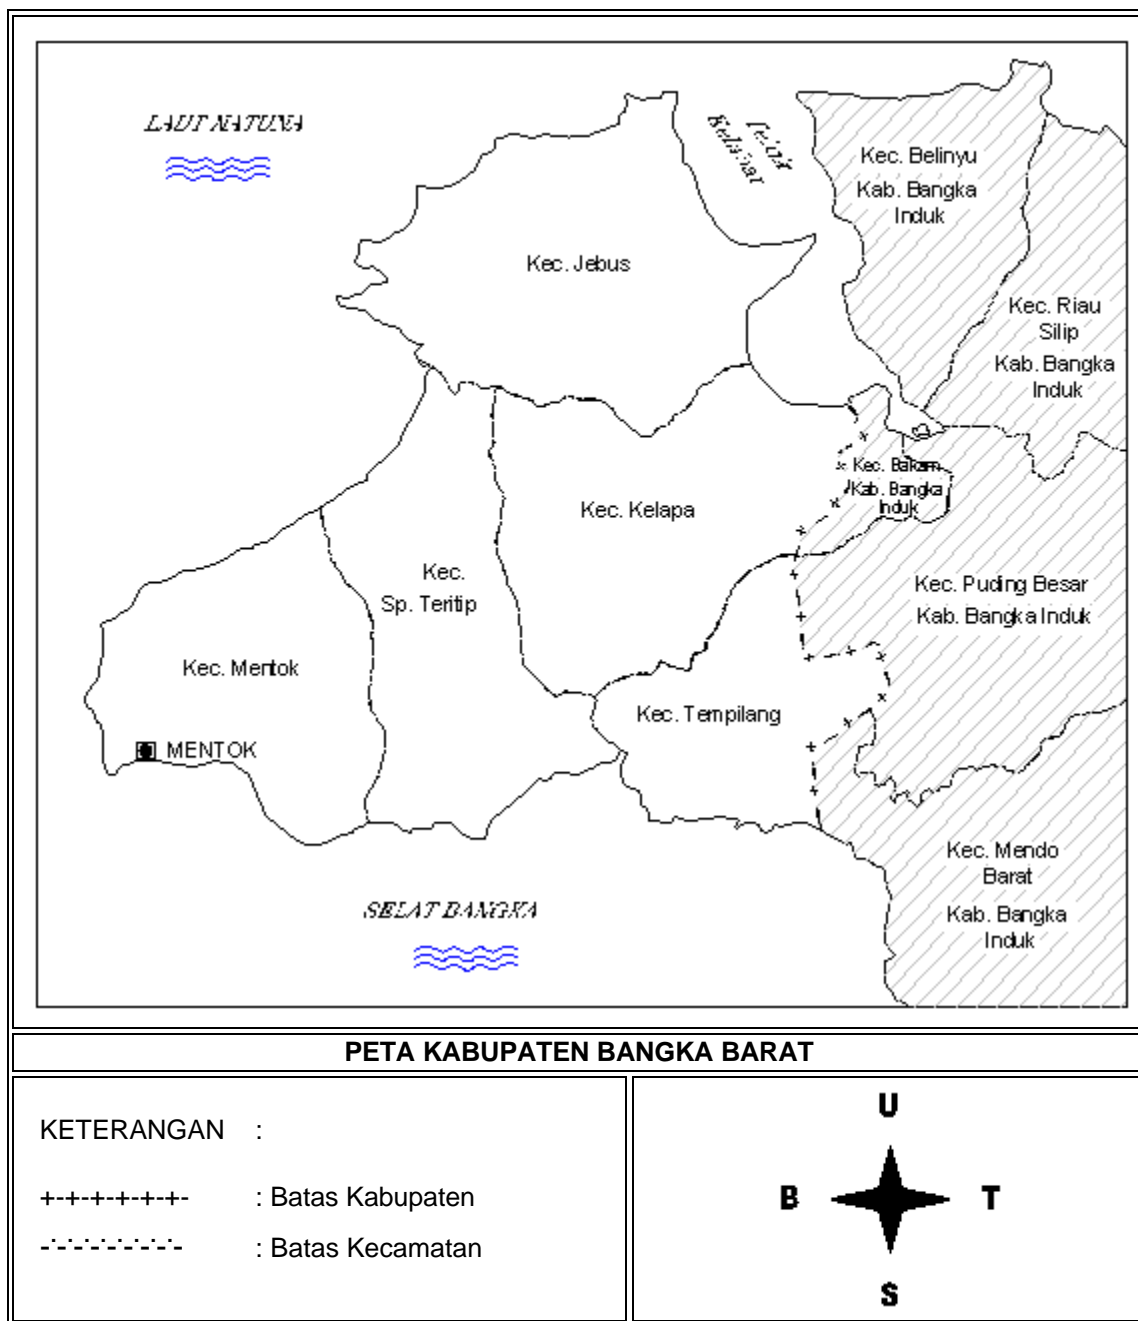 LAUT NATUNA
Teluk
Kelabat
Kec. Belinyu
Kab. Bangka
Induk
Kec. Jebus
Kec. Riau
Silip
Kab. Bangka
Induk
Kec. Bakam
Kab. Bangka
Induk
Kec. Kelapa
Kec.
Sp. Teritip
Kec. Puding Besar
Kab. Bangka Induk
Kec. Mentok
Kec. Tempilang
MENTOK
Kec. Mendo
Barat
Kab. Bangka
Induk
SELAT BANGKA
PETA KABUPATEN BANGKA BARAT
KETERANGAN :
+-+-+-+-+-+- : Batas Kabupaten
: Batas Kecamatan
U
B T
S